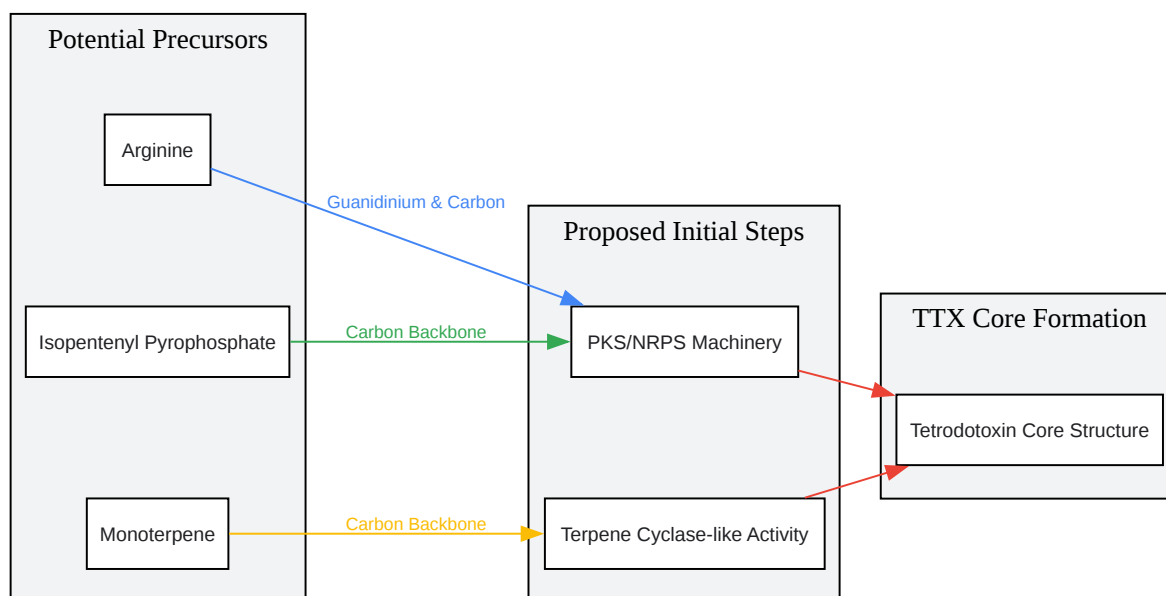 Potential Precursors
Arginine
Guanidinium & Carbon
Proposed Initial Steps
TTX Core Formation
Isopentenyl Pyrophosphate
Carbon Backbone
PKS/NRPS Machinery
Tetrodotoxin Core Structure
Monoterpene
Carbon Backbone
Terpene Cyclase-like Activity